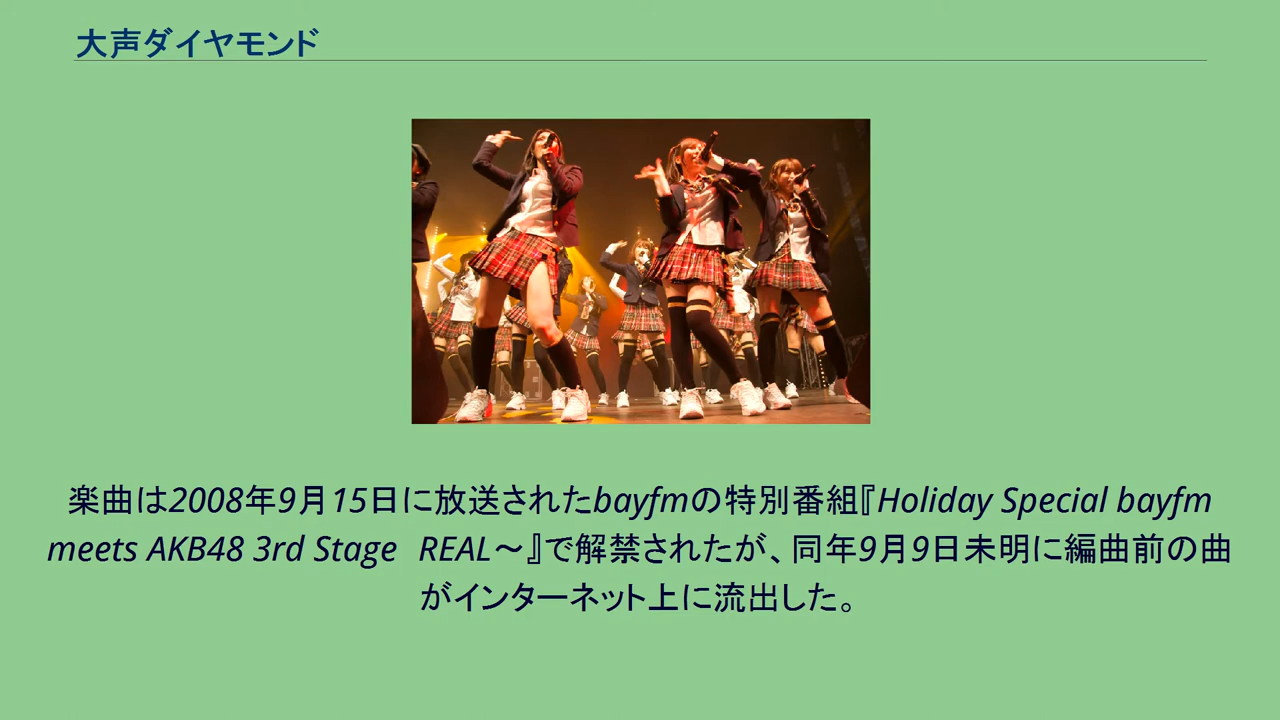 大声ダイヤモンド
楽曲は2008年9月15日に放送されたbayfmの特別番組『Holiday Special bayfm
meets AKB48 3rd Stage　REAL～』で解禁されたが、同年9月9日未明に編曲前の曲
がインターネット上に流出した。